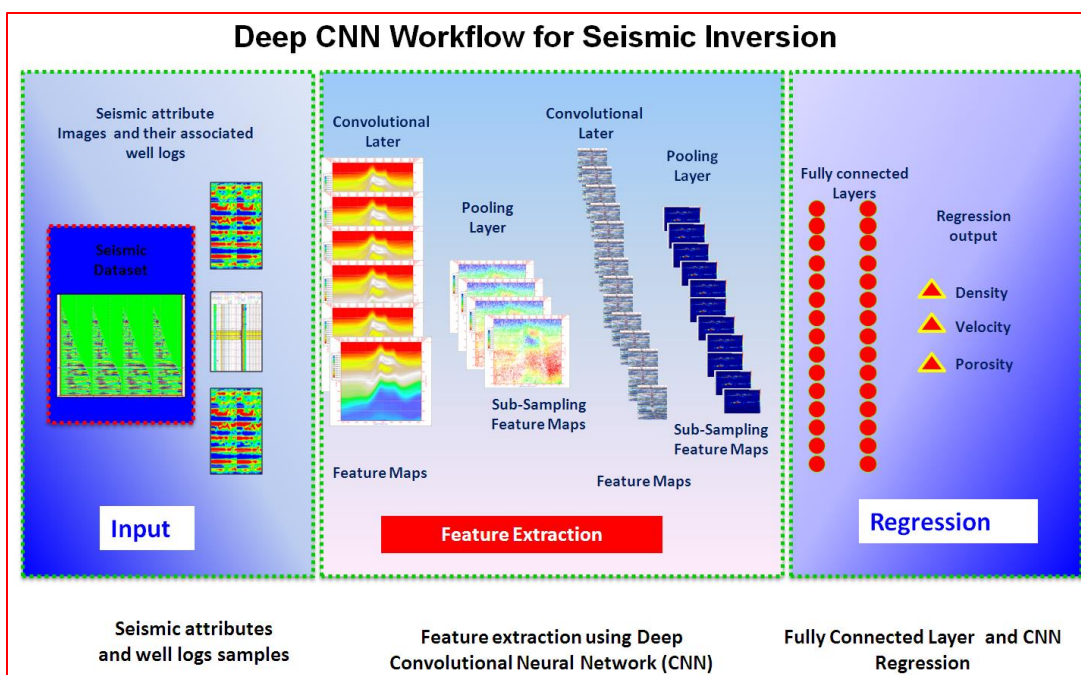 Deep CNN Workflow for Seismic Inversion
Seismic attribute
Images and their associated
well logs
Seismic
Dataset
Input
Convolutional
Later
Pooling
Layer
Sub-Sampling
Feature Maps
Feature Maps
Convolutional
Later
Pooling
Layer
Sub-Sampling
Feature Maps
Feature Maps
Feature Extraction
Fully connected
Layers
Regression
output
Density
Velocity
Porosity
Regression
Seismic attributes
and well logs samples
Feature extraction using Deep
Convolutional Neural Network (CNN)
Fully Connected Layer and CNN
Regression